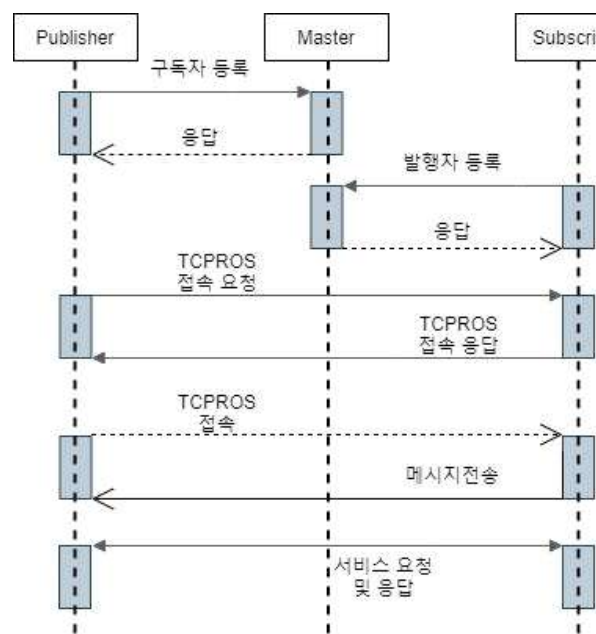 Publisher
Master
Subscri
구독자 등록
응답
발행자 등록
응답
TCPROS
접속 요청
TCPROS
접속 응답
TCPROS
접속
메시지전송
서비스 요청
및 응답